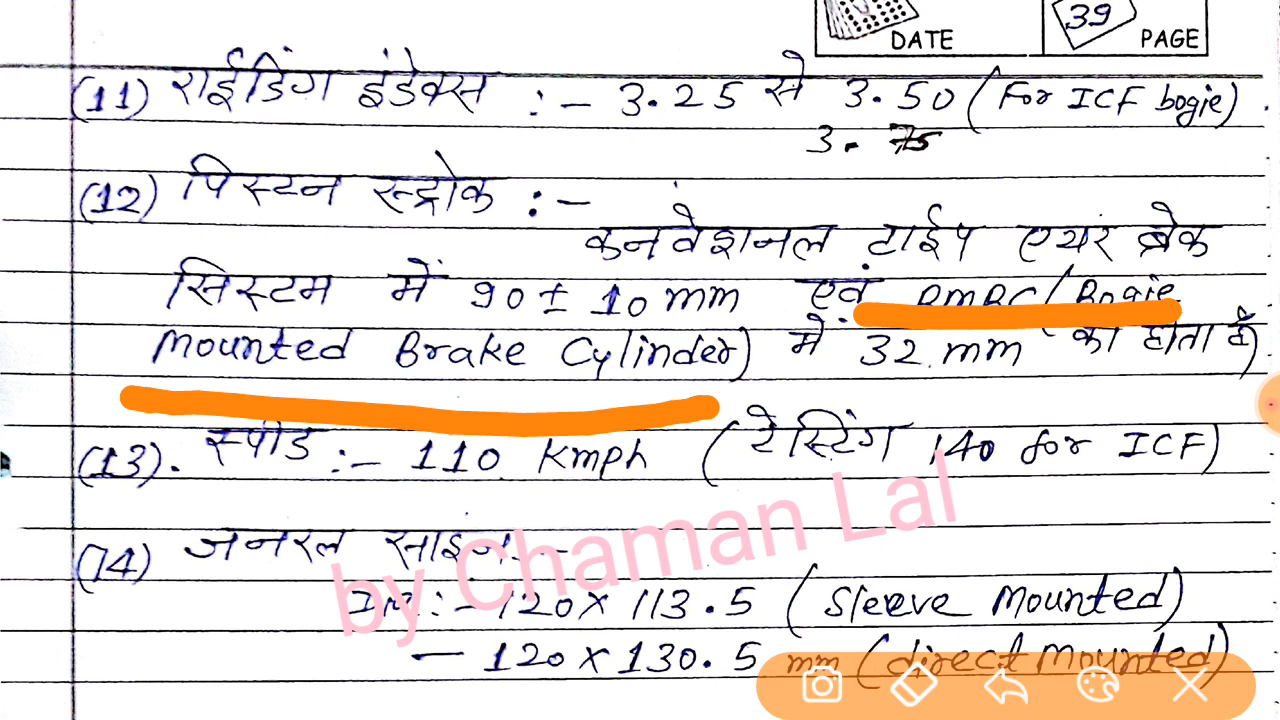 39
DATE PAGE
(11) राईडिंग इंडेक्स :- 3.25 से 3.50 (For ICF bogie)
3.75
(12) पिस्टन स्ट्रोक :-
कनवेशनल टाईप एयर ब्रेक
सिस्टम में 90 ± 10 mm एवं BMBC/Bogie
Mounted Brake Cylinder) में 32 mm का होता है
(13). स्पीड :- 110 Kmph (टेस्टिंग 140 for ICF)
(14) जनरल साइज :-
:- 120 X 113.5 (Sleeve Mounted)
- 120 X 130.5 mm (direct Mounted)
by Chaman Lal